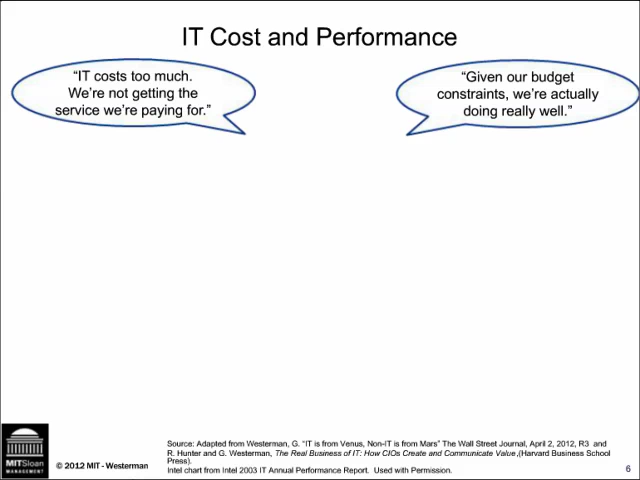 IT Cost and Performance
“IT costs too much.
We’re not getting the
service we’re paying for.”
“Given our budget
constraints, we’re actually
doing really well.”
MITSloan
MANAGEMENT
© 2012 MIT - Westerman
Source: Adapted from Westerman, G. “IT is from Venus, Non-IT is from Mars” The Wall Street Journal, April 2, 2012, R3 and
R. Hunter and G. Westerman, The Real Business of IT: How CIOs Create and Communicate Value,(Harvard Business School
Press).
Intel chart from Intel 2003 IT Annual Performance Report. Used with Permission.
6